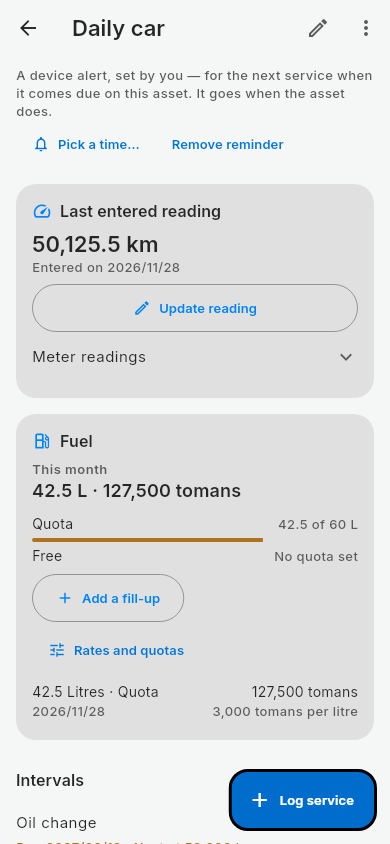 Daily car
A device alert, set by you — for the next service when
it comes due on this asset. It goes when the asset
does.
Pick a time…
Remove reminder
Last entered reading
50,125.5 km
Entered on 2026/11/28
Update reading
Meter readings
Fuel
This month
42.5 L · 127,500 tomans
Quota 42.5 of 60 L
Free No quota set
Add a fill-up
Rates and quotas
42.5 Litres · Quota 127,500 tomans
2026/11/28 3,000 tomans per litre
Intervals
Log service
Oil change